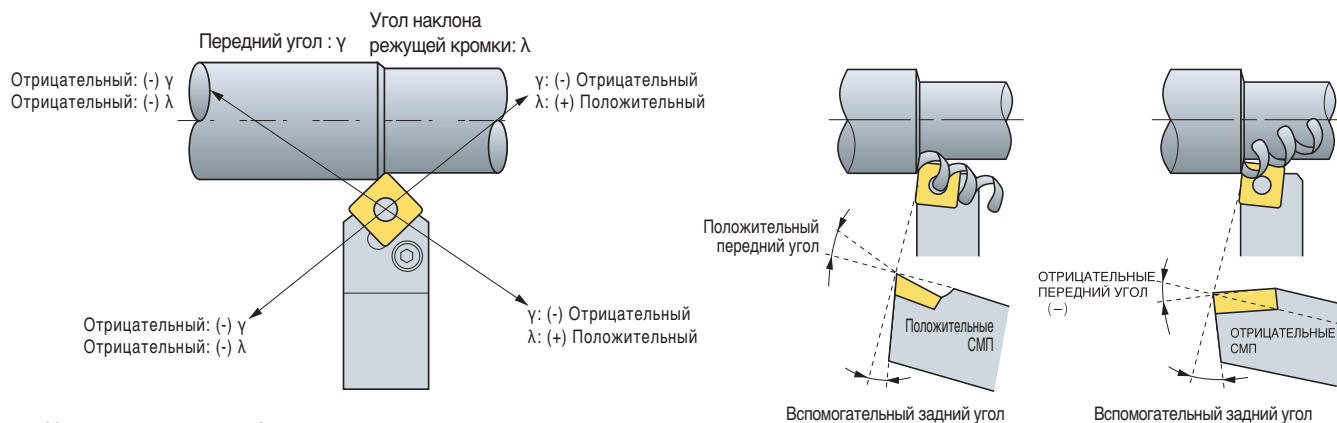 Передний угол : γ
Угол наклона
режущей кромки: λ
Отрицательный: (-) γ
Отрицательный: (-) λ
γ: (-) Отрицательный
λ: (+) Положительный
Отрицательный: (-) γ
Отрицательный: (-) λ
γ: (-) Отрицательный
λ: (+) Положительный
Положительный
передний угол
Положительные
СМП
Вспомогательный задний угол
ОТРИЦАТЕЛЬНЫЕ
ПЕРЕДНИЙ УГОЛ
(−)
ОТРИЦАТЕЛЬНЫЕ
СМП
Вспомогательный задний угол